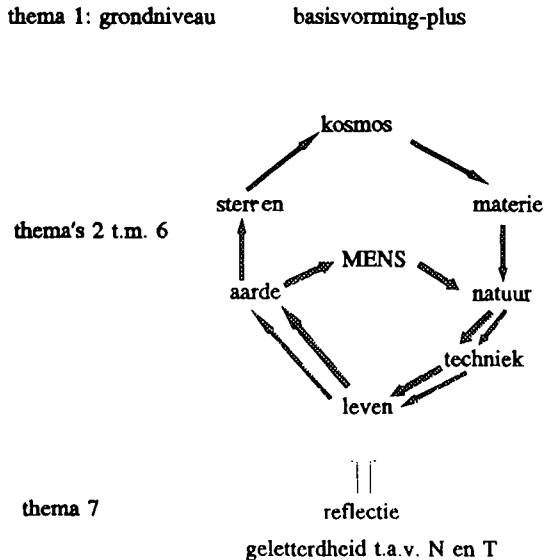 thema 1: grondniveau basisvorming-plus
kosmos
sterren materie
thema's 2 t.m. 6
MENS
aarde natuur
techniek
leven
thema 7 reflectie
geletterdheid t.a.v. N en T